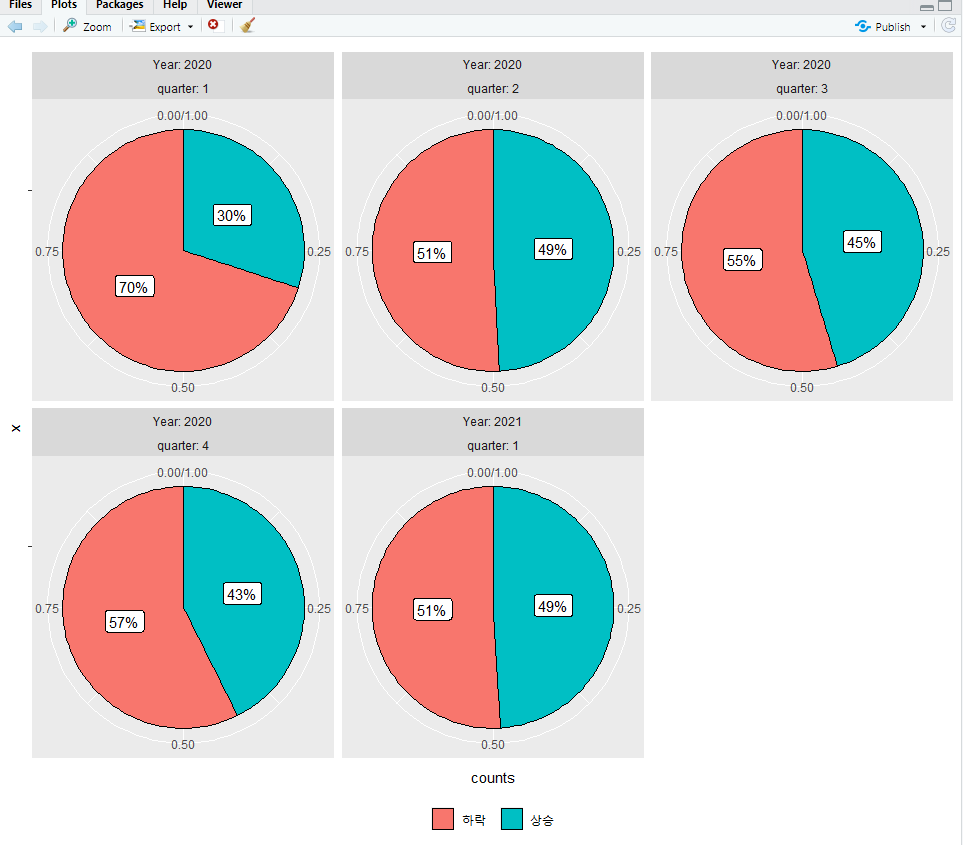 Files Plots Packages Help Viewer
Zoom Export Publish
Year: 2020 Year: 2020 Year: 2020
quarter: 1 quarter: 2 quarter: 3
0.00/1.00 0.00/1.00 0.00/1.00
30%
49% 45%
0.75 0.25 0.75 51% 0.25 0.75 55% 0.25
70%
0.50 0.50 0.50
Year: 2020 Year: 2021
x
quarter: 4 quarter: 1
0.00/1.00 0.00/1.00
43%
49%
0.75 0.25 0.75 51% 0.25
57%
0.50 0.50
counts
하락 상승